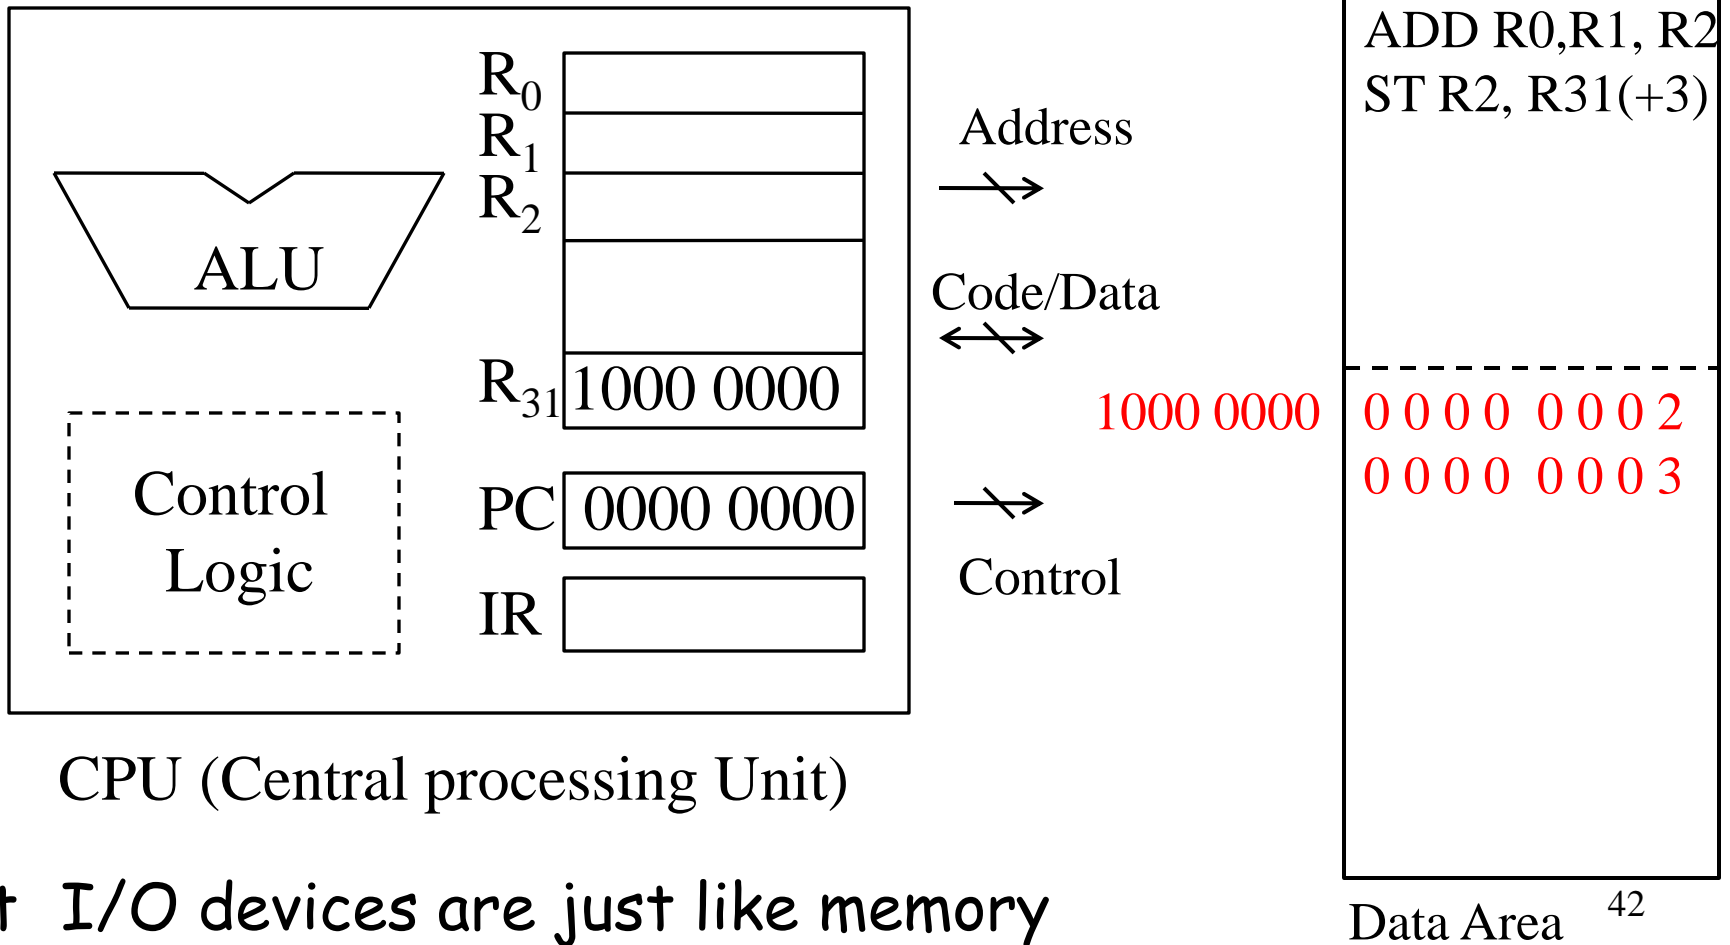 R0
R1
R2
ALU
R31 1000 0000
Control
Logic
PC 0000 0000
IR
CPU (Central processing Unit)
Address
Code/Data
Control
ADD R0,R1, R2
ST R2, R31(+3)
1000 0000 0 0 0 0 0 0 0 2
0 0 0 0 0 0 0 3
I/O devices are just like memory
Data Area
42